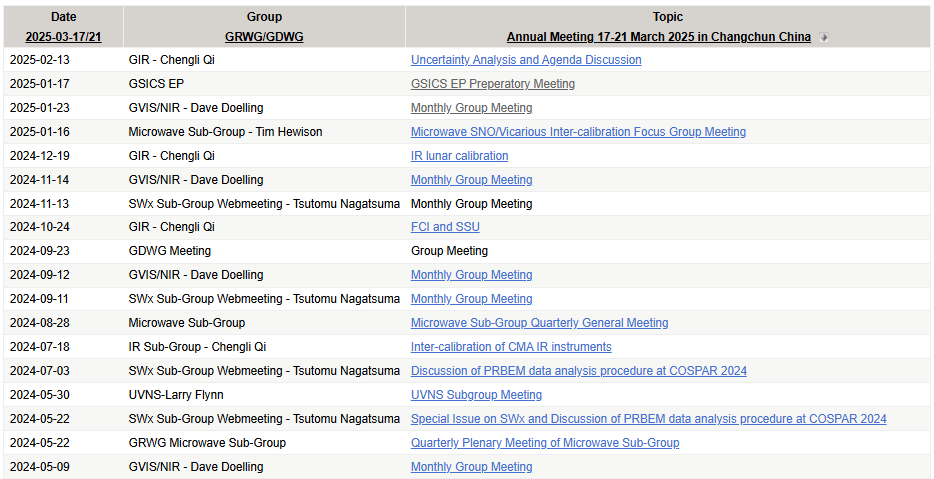 Date Group Topic
2025-03-17/21 GRWG/GDWG Annual Meeting 17-21 March 2025 in Changchun China
2025-02-13 GIR - Chengli Qi Uncertainty Analysis and Agenda Discussion
2025-01-17 GSICS EP GSICS EP Preperatory Meeting
2025-01-23 GVIS/NIR - Dave Doelling Monthly Group Meeting
2025-01-16 Microwave Sub-Group - Tim Hewison Microwave SNO/Vicarious Inter-calibration Focus Group Meeting
2024-12-19 GIR - Chengli Qi IR lunar calibration
2024-11-14 GVIS/NIR - Dave Doelling Monthly Group Meeting
2024-11-13 SWx Sub-Group Webmeeting - Tsutomu Nagatsuma Monthly Group Meeting
2024-10-24 GIR - Chengli Qi FCI and SSU
2024-09-23 GDWG Meeting Group Meeting
2024-09-12 GVIS/NIR - Dave Doelling Monthly Group Meeting
2024-09-11 SWx Sub-Group Webmeeting - Tsutomu Nagatsuma Monthly Group Meeting
2024-08-28 Microwave Sub-Group Microwave Sub-Group Quarterly General Meeting
2024-07-18 IR Sub-Group - Chengli Qi Inter-calibration of CMA IR instruments
2024-07-03 SWx Sub-Group Webmeeting - Tsutomu Nagatsuma Discussion of PRBEM data analysis procedure at COSPAR 2024
2024-05-30 UVNS-Larry Flynn UVNS Subgroup Meeting
2024-05-22 SWx Sub-Group Webmeeting - Tsutomu Nagatsuma Special Issue on SWx and Discussion of PRBEM data analysis procedure at COSPAR 2024
2024-05-22 GRWG Microwave Sub-Group Quarterly Plenary Meeting of Microwave Sub-Group
2024-05-09 GVIS/NIR - Dave Doelling Monthly Group Meeting